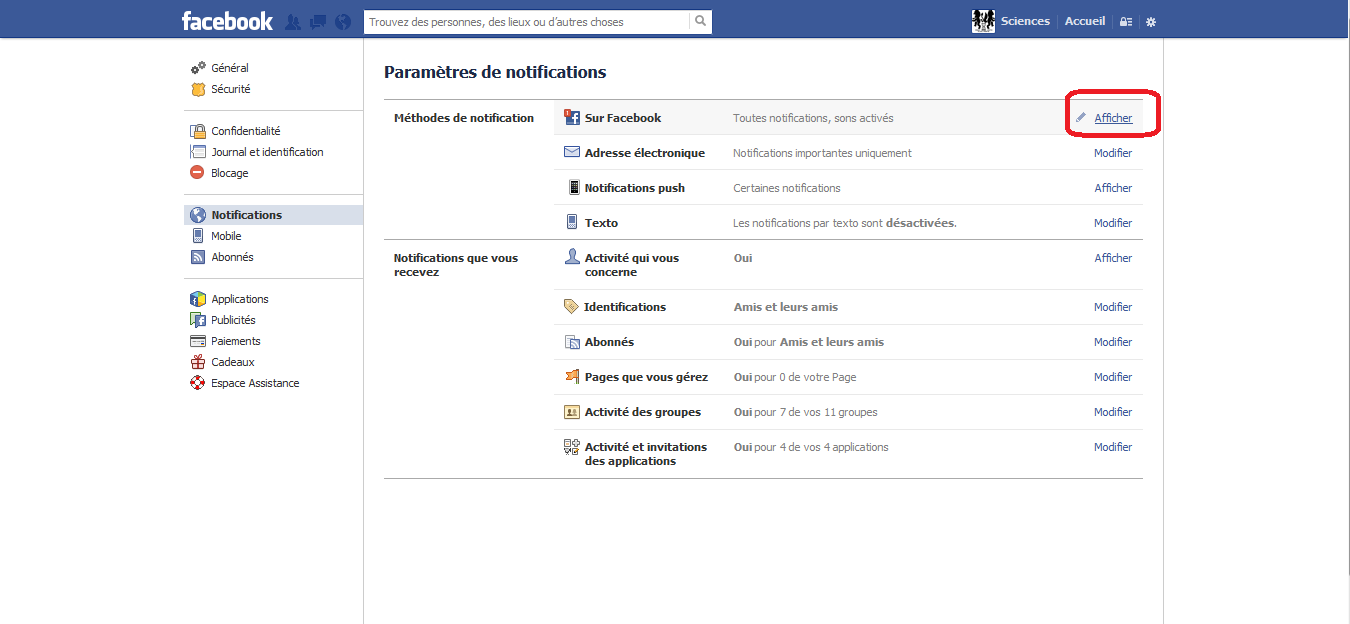 facebook
Trouvez des personnes, des lieux ou d’autres choses
Sciences
Accueil
Général
Sécurité
Confidentialité
Journal et identification
Blocage
Notifications
Mobile
Abonnés
Applications
Publicités
Paiements
Cadeaux
Espace Assistance
Paramètres de notifications
Méthodes de notification
Sur Facebook Toutes notifications, sons activés Afficher
Adresse électronique Notifications importantes uniquement Modifier
Notifications push Certaines notifications Afficher
Texto Les notifications par texto sont désactivées. Modifier
Notifications que vous
recevez
Activité qui vous
concerne
Oui Afficher
Identifications Amis et leurs amis Modifier
Abonnés Oui pour Amis et leurs amis Modifier
Pages que vous gérez Oui pour 0 de votre Page Modifier
Activité des groupes Oui pour 7 de vos 11 groupes Modifier
Activité et invitations
des applications
Oui pour 4 de vos 4 applications Modifier